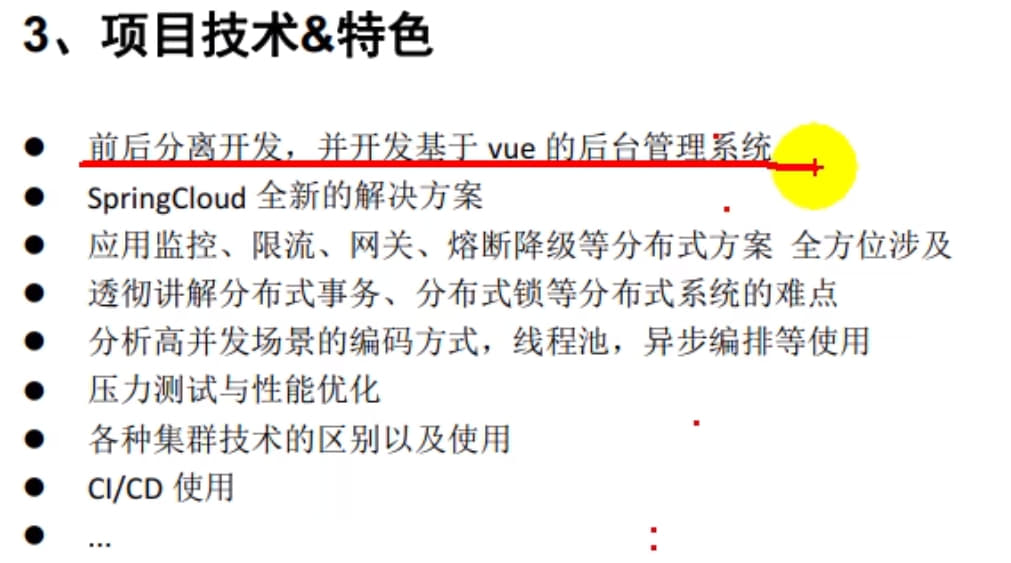 3、项目技术&特色
● 前后分离开发，并开发基于 vue 的后台管理系统
● SpringCloud 全新的解决方案
● 应用监控、限流、网关、熔断降级等分布式方案 全方位涉及
● 透彻讲解分布式事务、分布式锁等分布式系统的难点
● 分析高并发场景的编码方式，线程池，异步编排等使用
● 压力测试与性能优化
● 各种集群技术的区别以及使用
● CI/CD 使用
● ...